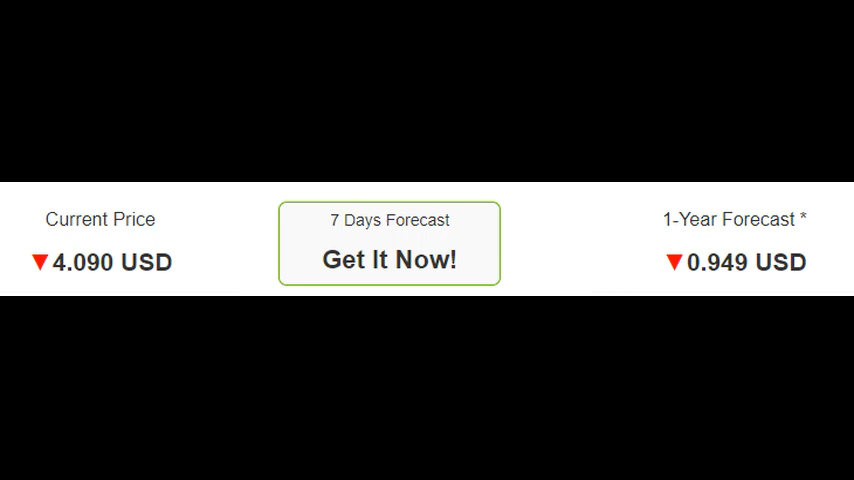 Current Price
▼4.090 USD
7 Days Forecast
Get It Now!
1-Year Forecast *
▼0.949 USD